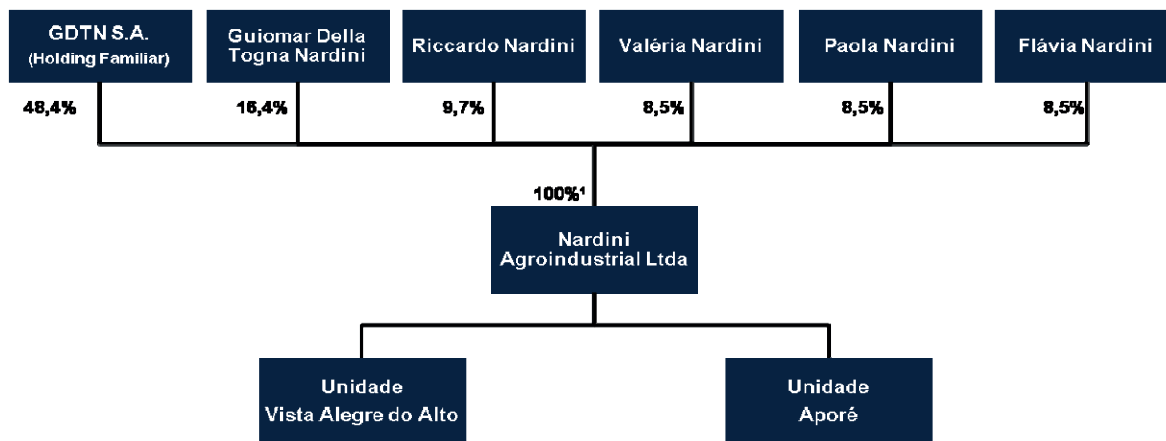 GDTN S.A.
(Holding Familiar)
Guiomar Della
Togna Nardini
Riccardo Nardini
Valéria Nardini
Paola Nardini
Flávia Nardini
48,4%
16,4%
9,7%
8,5%
8,5%
8,5%
100%¹
Nardini
Agroindustrial Ltda
Unidade
Vista Alegre do Alto
Unidade
Aporé